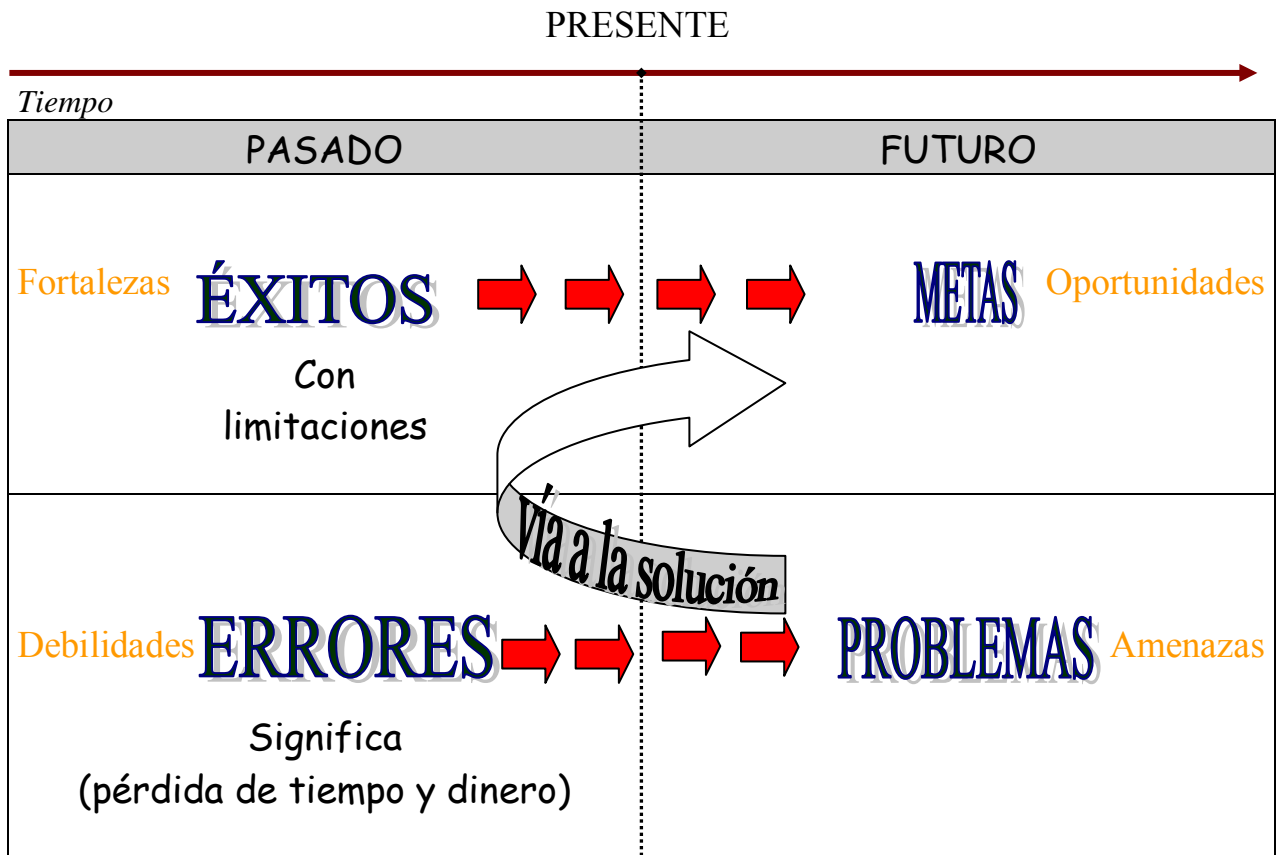 PRESENTE
Tiempo
PASADO
FUTURO
Fortalezas
ÉXITOS
METAS
Oportunidades
Con
limitaciones
vía a la solución
Debilidades
ERRORES
PROBLEMAS
Amenazas
Significa
(pérdida de tiempo y dinero)